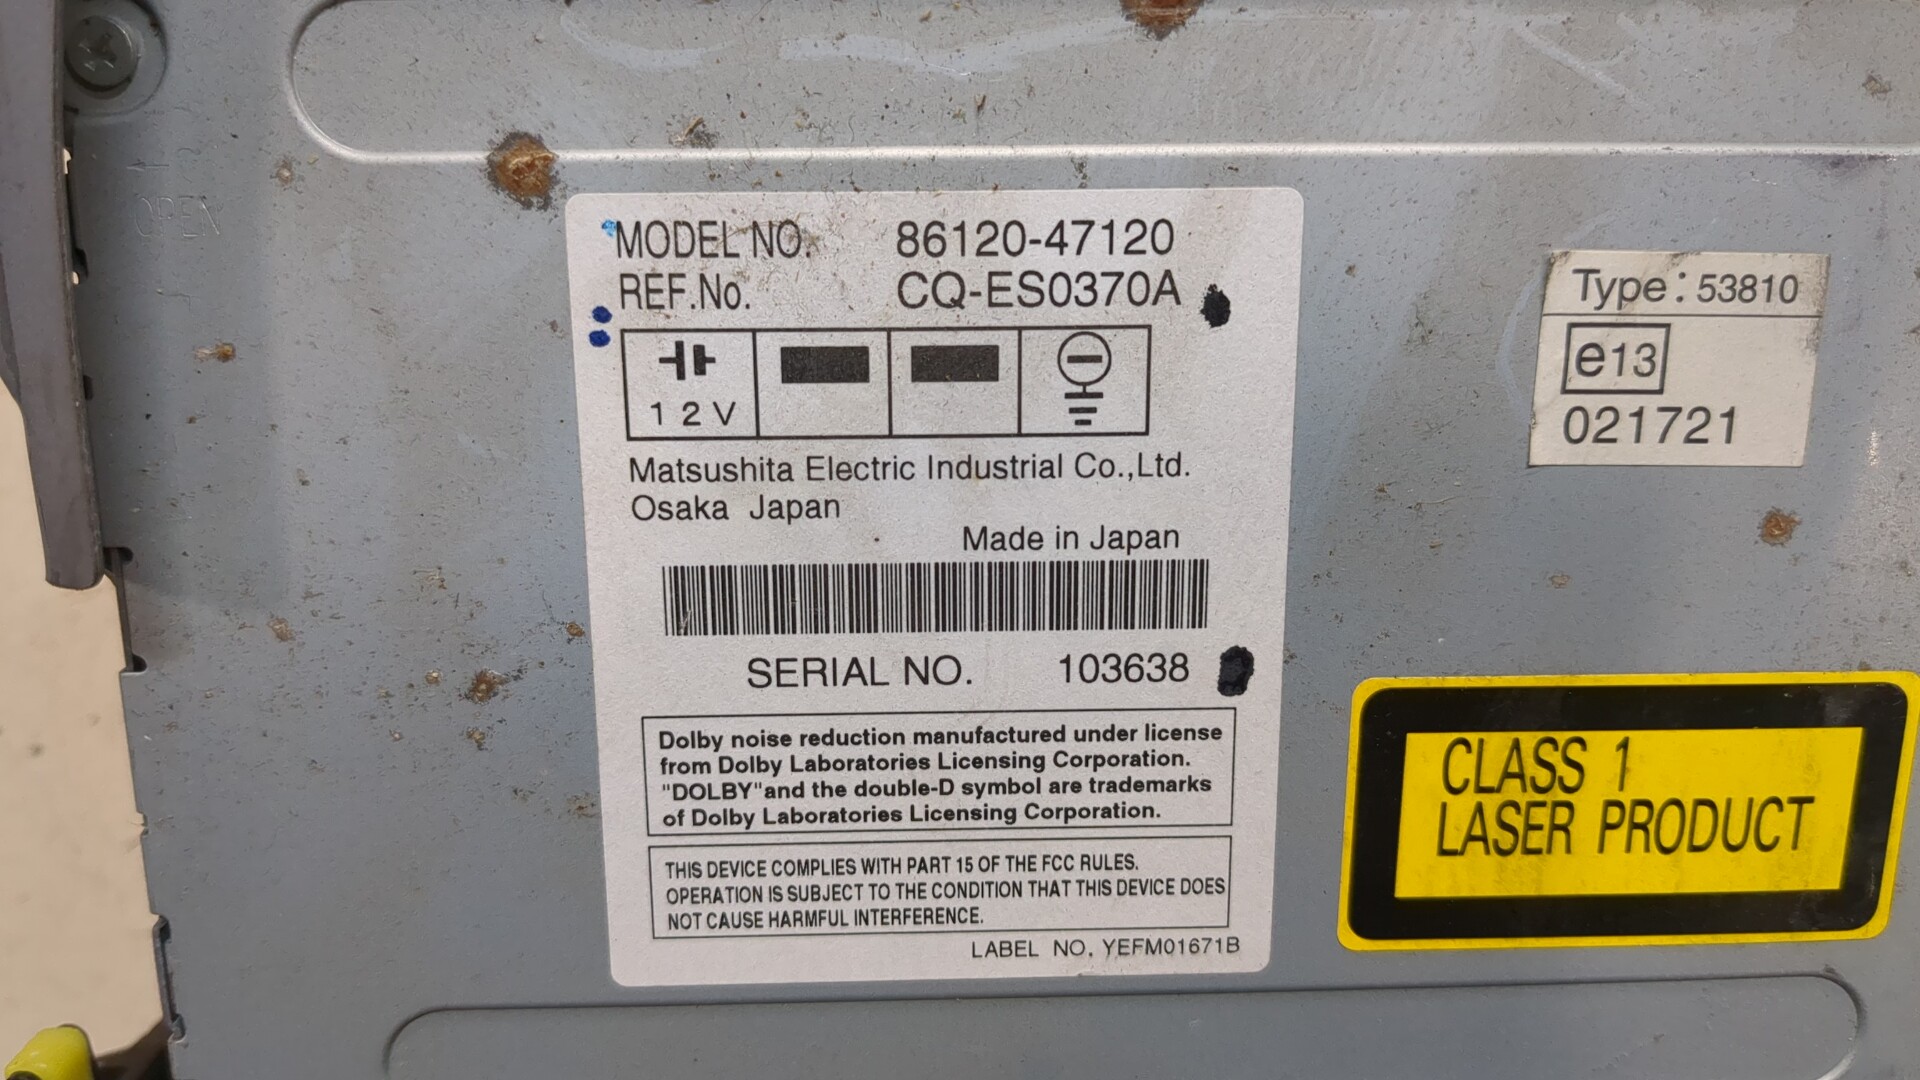 OPEN
MODEL NO. 86120-47120
REF.No. CQ-ES0370A
12V
Matsushita Electric Industrial Co.,Ltd.
Osaka Japan
Made in Japan
SERIAL NO. 103638
Dolby noise reduction manufactured under license
from Dolby Laboratories Licensing Corporation.
"DOLBY"and the double-D symbol are trademarks
of Dolby Laboratories Licensing Corporation.
THIS DEVICE COMPLIES WITH PART 15 OF THE FCC RULES.
OPERATION IS SUBJECT TO THE CONDITION THAT THIS DEVICE DOES
NOT CAUSE HARMFUL INTERFERENCE.
LABEL NO. YEFM01671B
Type: 53810
e13
021721
CLASS 1
LASER PRODUCT